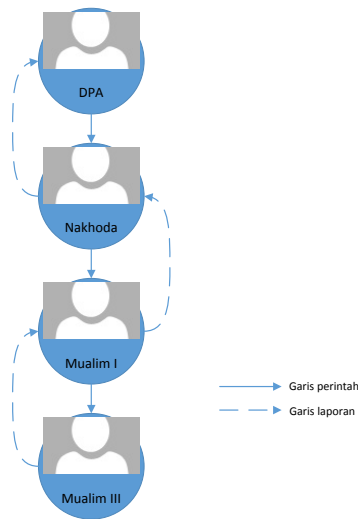 DPA
Nakhoda
Mualim I
Mualim III
Garis perintah
Garis laporan